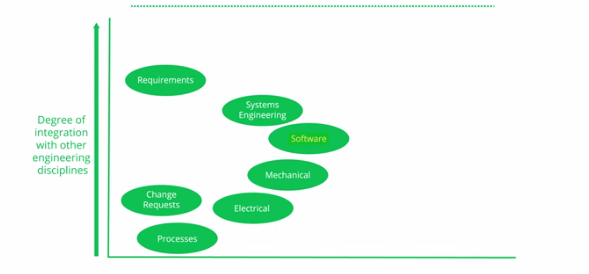 Requirements
Systems
Engineering
Degree of
integration
with other
engineering
disciplines
Software
Mechanical
Change
Requests
Electrical
Processes